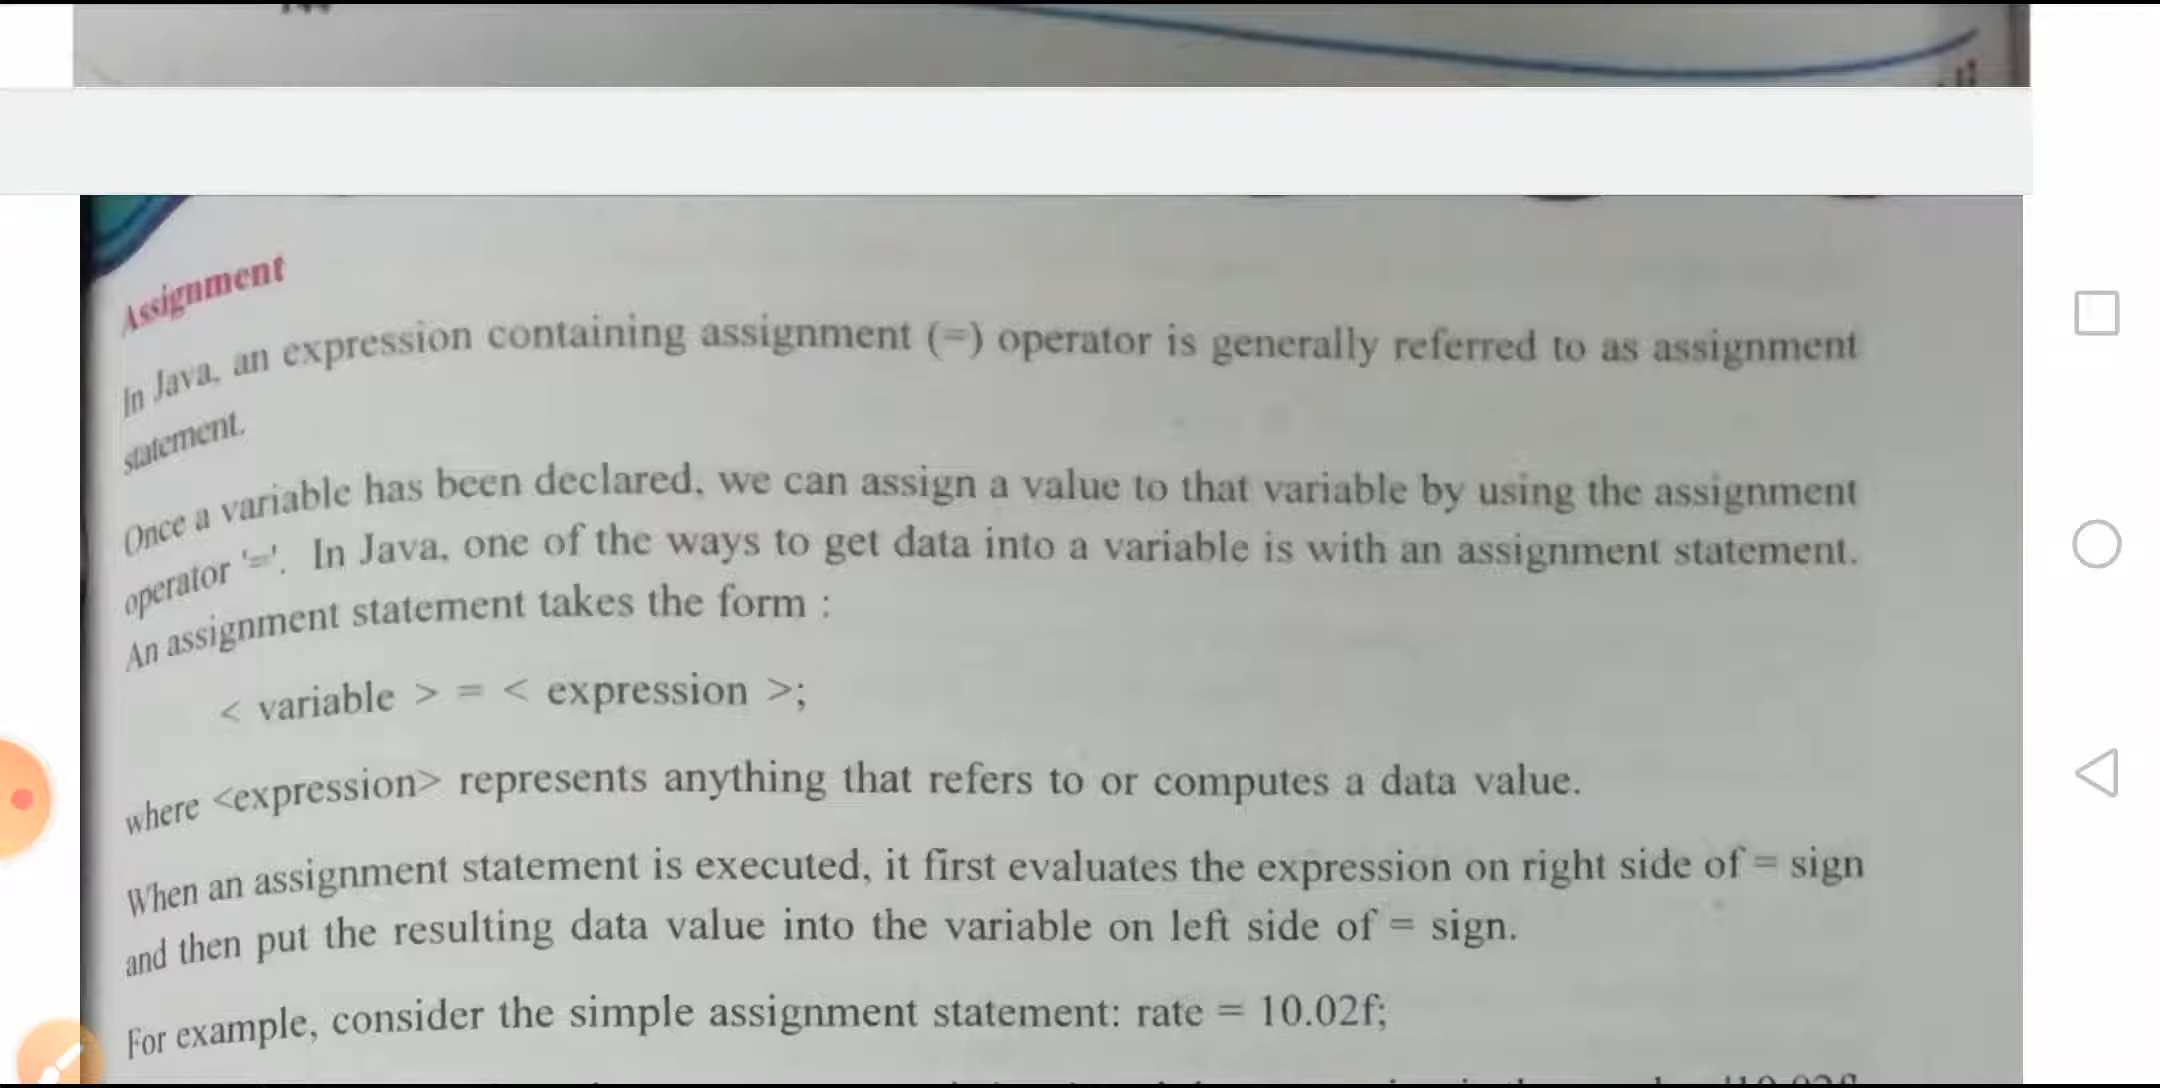 Assignment
In Java, an expression containing assignment (=) operator is generally referred to as assignment
statement.
Once a variable has been declared, we can assign a value to that variable by using the assignment
operator '='. In Java, one of the ways to get data into a variable is with an assignment statement.
An assignment statement takes the form :
< variable > = < expression >;
where <expression> represents anything that refers to or computes a data value.
When an assignment statement is executed, it first evaluates the expression on right side of = sign
and then put the resulting data value into the variable on left side of = sign.
For example, consider the simple assignment statement: rate = 10.02f;